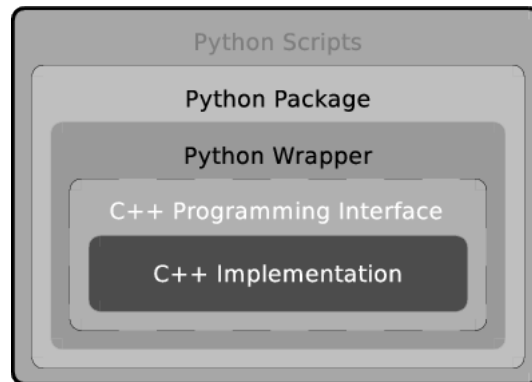 Python Scripts
Python Package
Python Wrapper
C++ Programming Interface
C++ Implementation